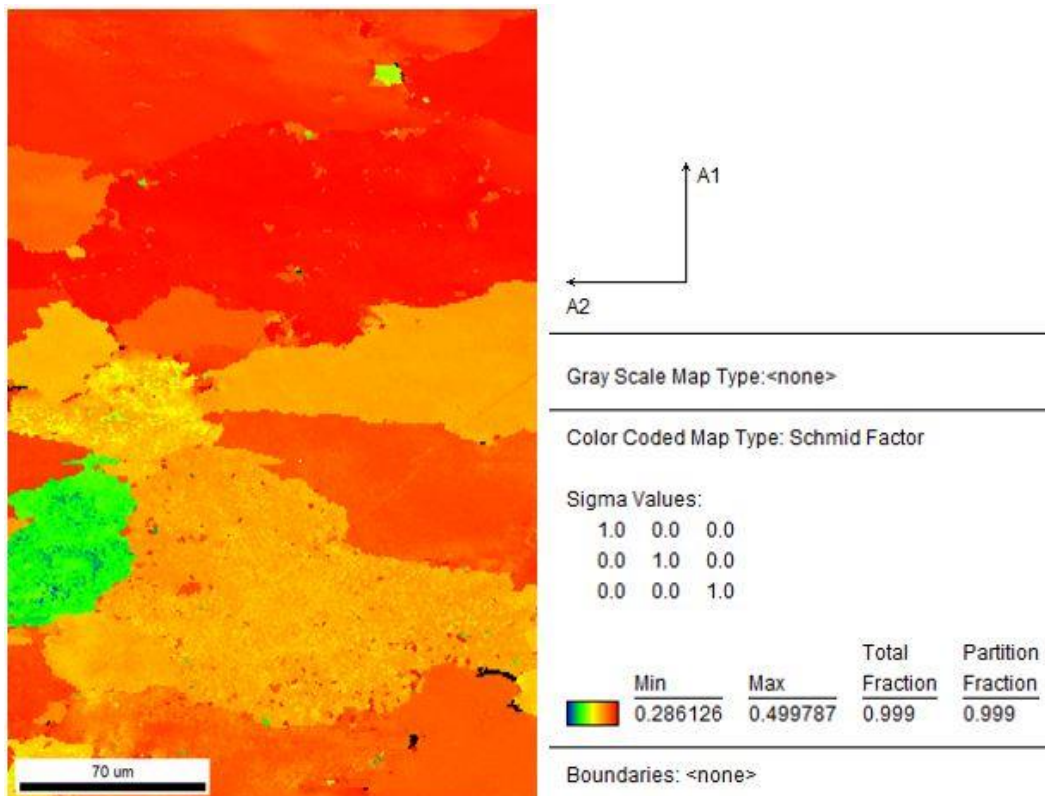 A1
A2
Gray Scale Map Type:<none>
Color Coded Map Type: Schmid Factor
Sigma Values:
1.0 0.0 0.0
0.0 1.0 0.0
0.0 0.0 1.0
Total Partition
Min Max Fraction Fraction
0.286126 0.499787 0.999 0.999
70 um
Boundaries: <none>